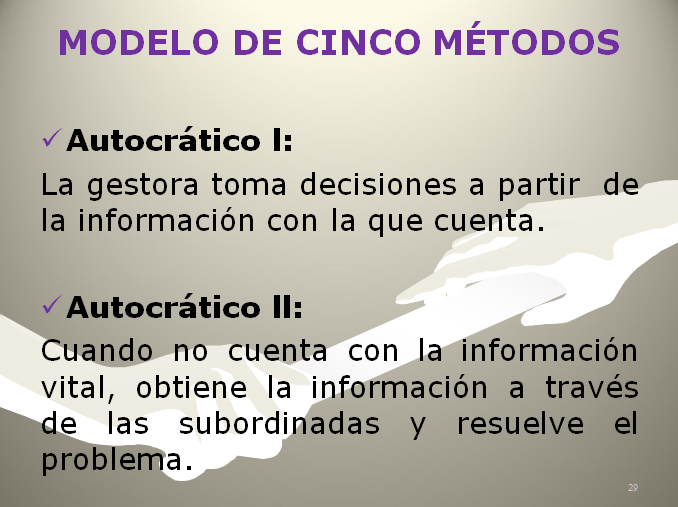 MODELO DE CINCO MÉTODOS
✓ Autocrático l:
La gestora toma decisiones a partir de
la información con la que cuenta.
✓ Autocrático ll:
Cuando no cuenta con la información
vital, obtiene la información a través
de las subordinadas y resuelve el
problema.
29